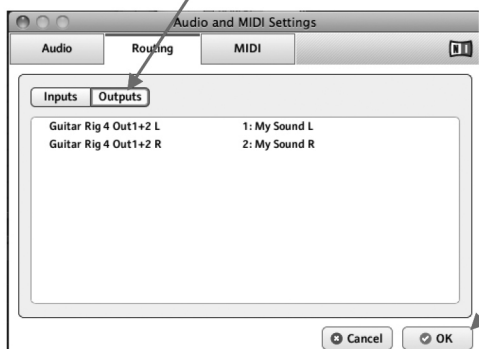 Audio and MIDI Settings
Audio Routing MIDI
NI
Inputs Outputs
Guitar Rig 4 Out1+2 L 1: My Sound L
Guitar Rig 4 Out1+2 R 2: My Sound R
Cancel OK